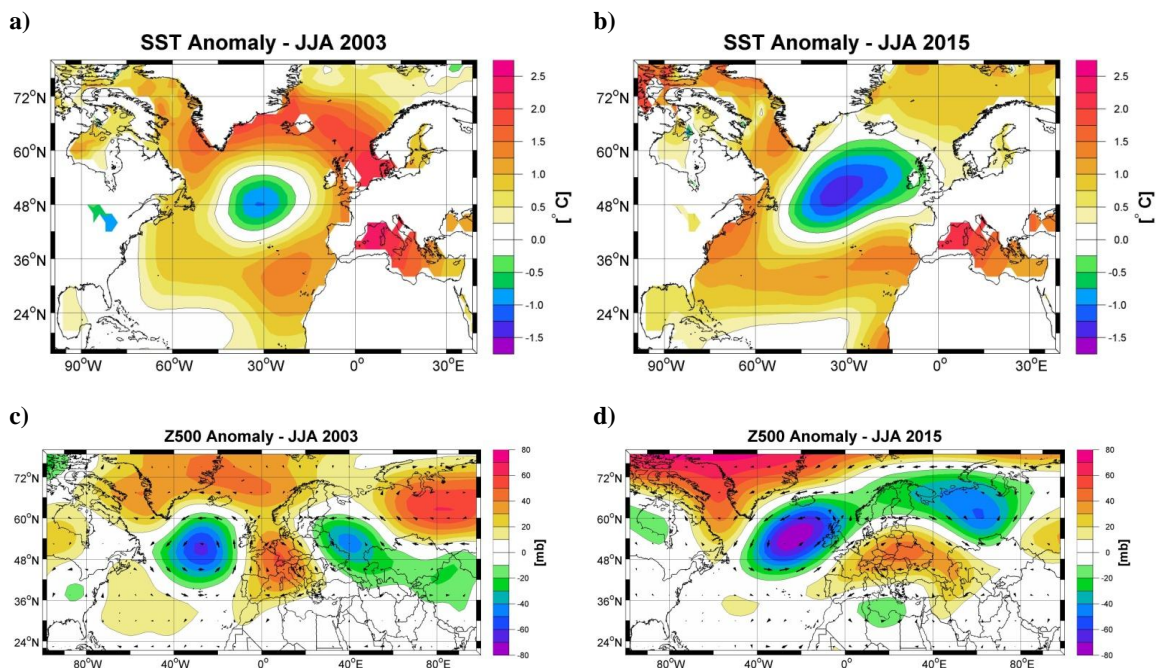 a)
SST Anomaly - JJA 2003
72°N
60°N
48°N
36°N
24°N
90°W 60°W 30°W 0°C 30°E
2.5
2.0
1.5
1.0
0.5
0.0
-0.5
-1.0
-1.5
[°C]
b)
SST Anomaly - JJA 2015
72°N
60°N
48°N
36°N
24°N
90°W 60°W 30°W 0°C 30°E
2.5
2.0
1.5
1.0
0.5
0.0
-0.5
-1.0
-1.5
[°C]
c)
Z500 Anomaly - JJA 2003
72°N
60°N
48°N
36°N
24°N
80°W 40°W 0°C 40°E 80°E
80
60
40
20
0
-20
-40
-60
-80
[mb]
d)
Z500 Anomaly - JJA 2015
72°N
60°N
48°N
36°N
24°N
80°W 40°W 0°C 40°E 80°E
80
60
40
20
0
-20
-40
-60
-80
[mb]